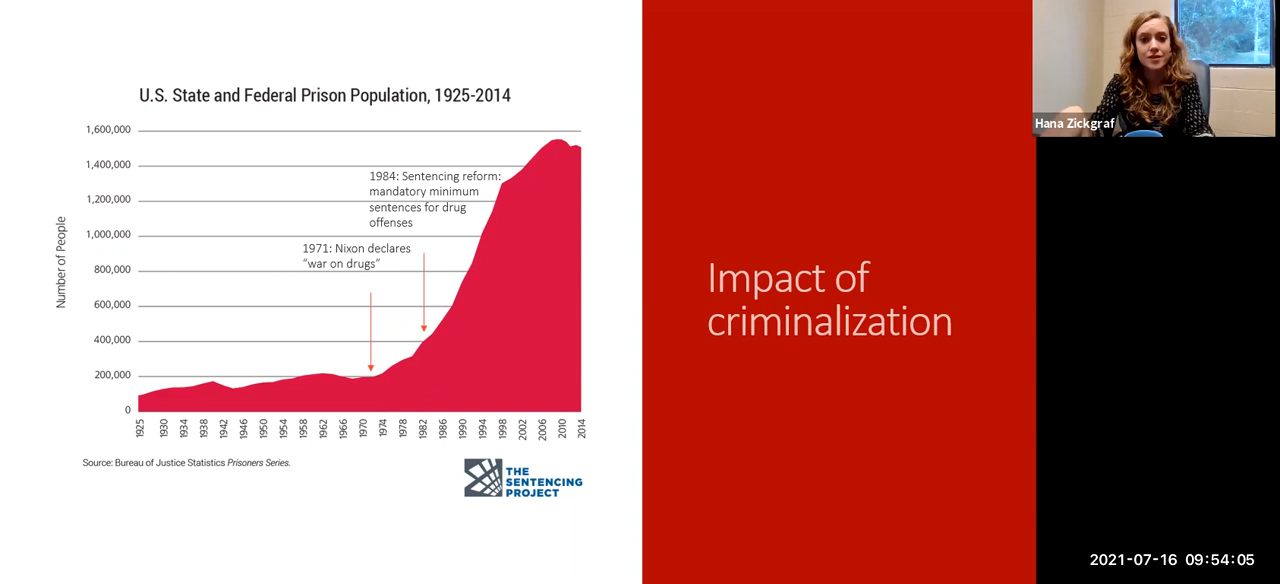 U.S. State and Federal Prison Population, 1925-2014
1,600,000
1,400,000
1,200,000
1,000,000
800,000
600,000
400,000
200,000
0
Number of People
1984: Sentencing reform:
mandatory minimum
sentences for drug
offenses
1971: Nixon declares
“war on drugs”
1925
1930
1934
1938
1942
1946
1950
1954
1958
1962
1966
1970
1974
1978
1982
1986
1990
1994
1998
2002
2006
2010
2014
Source: Bureau of Justice Statistics Prisoners Series.
THE
SENTENCING
PROJECT
Impact of
criminalization
Hana Zickgraf
2021-07-16 09:54:05